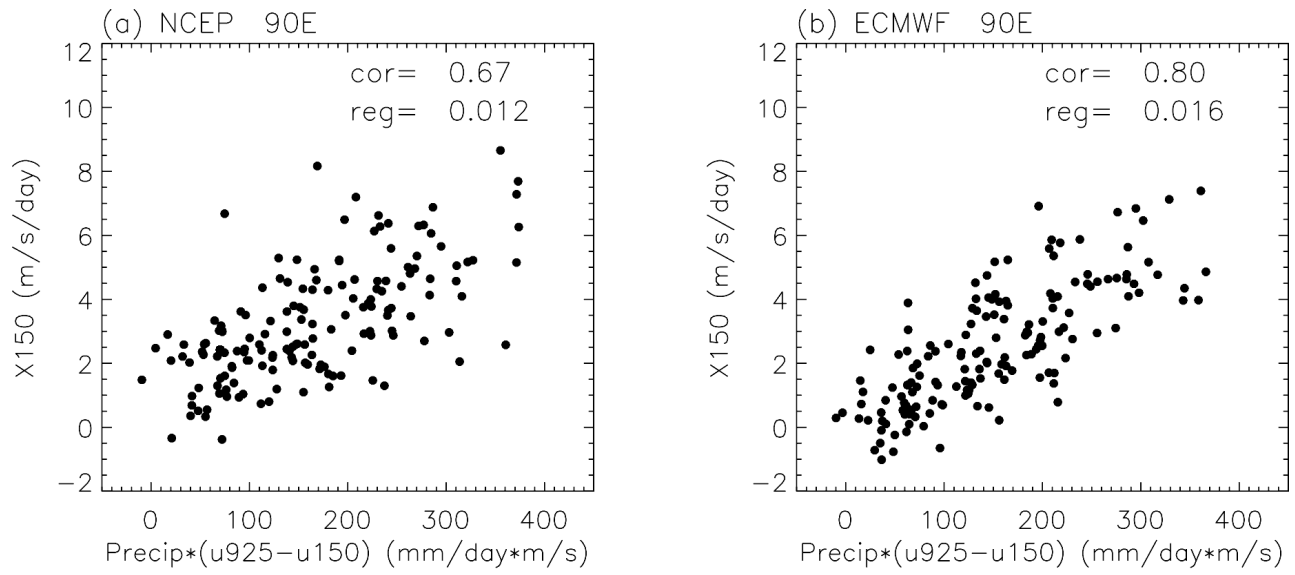 (a) NCEP 90E
cor= 0.67
reg= 0.012
12
10
8
6
4
2
0
−2
X150 (m/s/day)
0 100 200 300 400
Precip*(u925−u150) (mm/day*m/s)
(b) ECMWF 90E
cor= 0.80
reg= 0.016
12
10
8
6
4
2
0
−2
X150 (m/s/day)
0 100 200 300 400
Precip*(u925−u150) (mm/day*m/s)